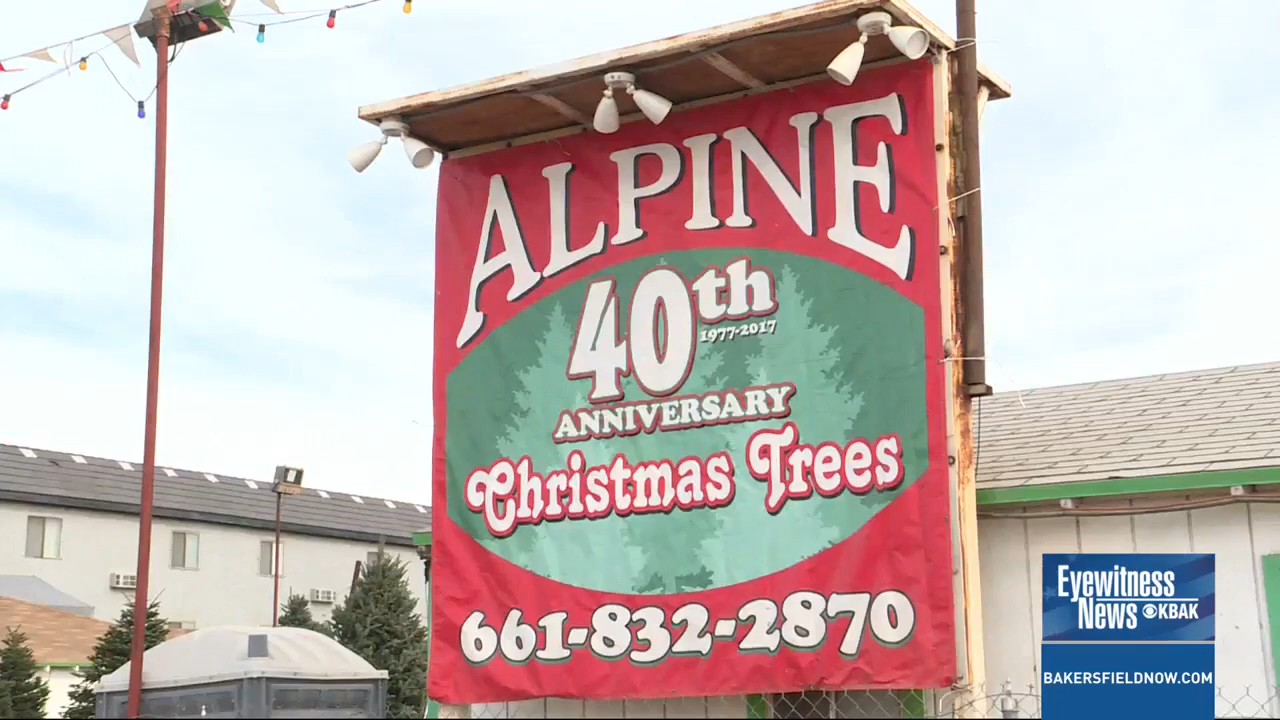 ALPINE
40th
1977-2017
ANNIVERSARY
Christmas Trees
661-832-2870
EYEWITNESS
NEWS KBAK
BAKERSFIELDNOW.COM